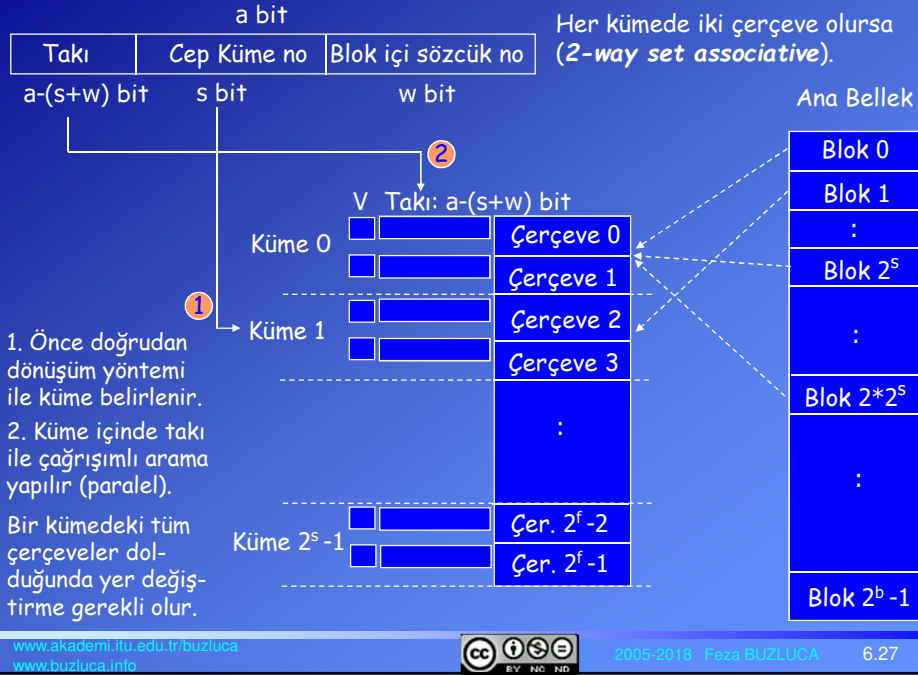 a bit
Takı Cep Küme no Blok içi sözcük no
a-(s+w) bit s bit w bit
Her kümede iki çerçeve olursa
(2-way set associative).
Ana Bellek
Blok 0
Blok 1
:
Blok 2ˢ
:
Blok 2*2ˢ
:
Blok 2ᵇ-1
2
V Takı: a-(s+w) bit
Küme 0
Çerçeve 0
Çerçeve 1
1
Küme 1
Çerçeve 2
Çerçeve 3
:
Küme 2ˢ-1
Çer. 2ᶠ-2
Çer. 2ᶠ-1
1. Önce doğrudan
dönüşüm yöntemi
ile küme belirlenir.
2. Küme içinde takı
ile çağrışımlı arama
yapılır (paralel).
Bir kümedeki tüm
çerçeveler dol-
duğunda yer değiş-
tirme gerekli olur.
www.akademi.itu.edu.tr/buzluca
www.buzluca.info
cc BY NC ND
2005-2018 Feza BUZLUCA 6.27